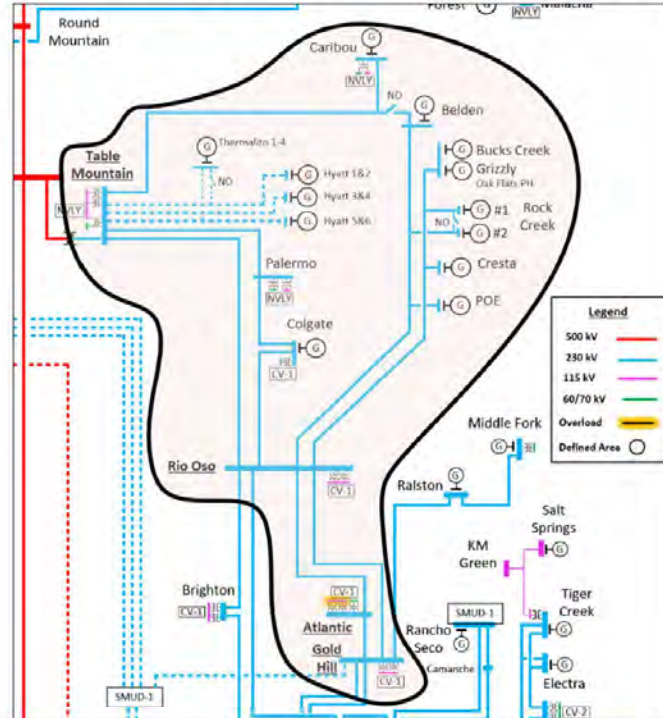 Round
Mountain
Forest
G
NVLY
Malacha
G
Caribou
NVLY
NO
G
Belden
Table
Mountain
NVLY
G
Thermalito 1-4
NO
G
Hyatt 1&2
G
Hyatt 3&4
G
Hyatt 5&6
G
Bucks Creek
G
Grizzly
Oak Flats PH
G
#1
Rock
Creek
NO
G
#2
G
Cresta
G
POE
Palermo
NVLY
Colgate
G
CV-1
Legend
500 kV
230 kV
115 kV
60/70 kV
Overload
Defined Area
Rio Oso
CV-1
Middle Fork
G
Ralston
G
Salt
Springs
G
KM
Green
Tiger
Creek
G
Brighton
CV-1
CV-1
Atlantic
Gold
Hill
CV-1
SMUD-1
Rancho
Seco
G
Camanche
G
Electra
SMUD-1
CV-2